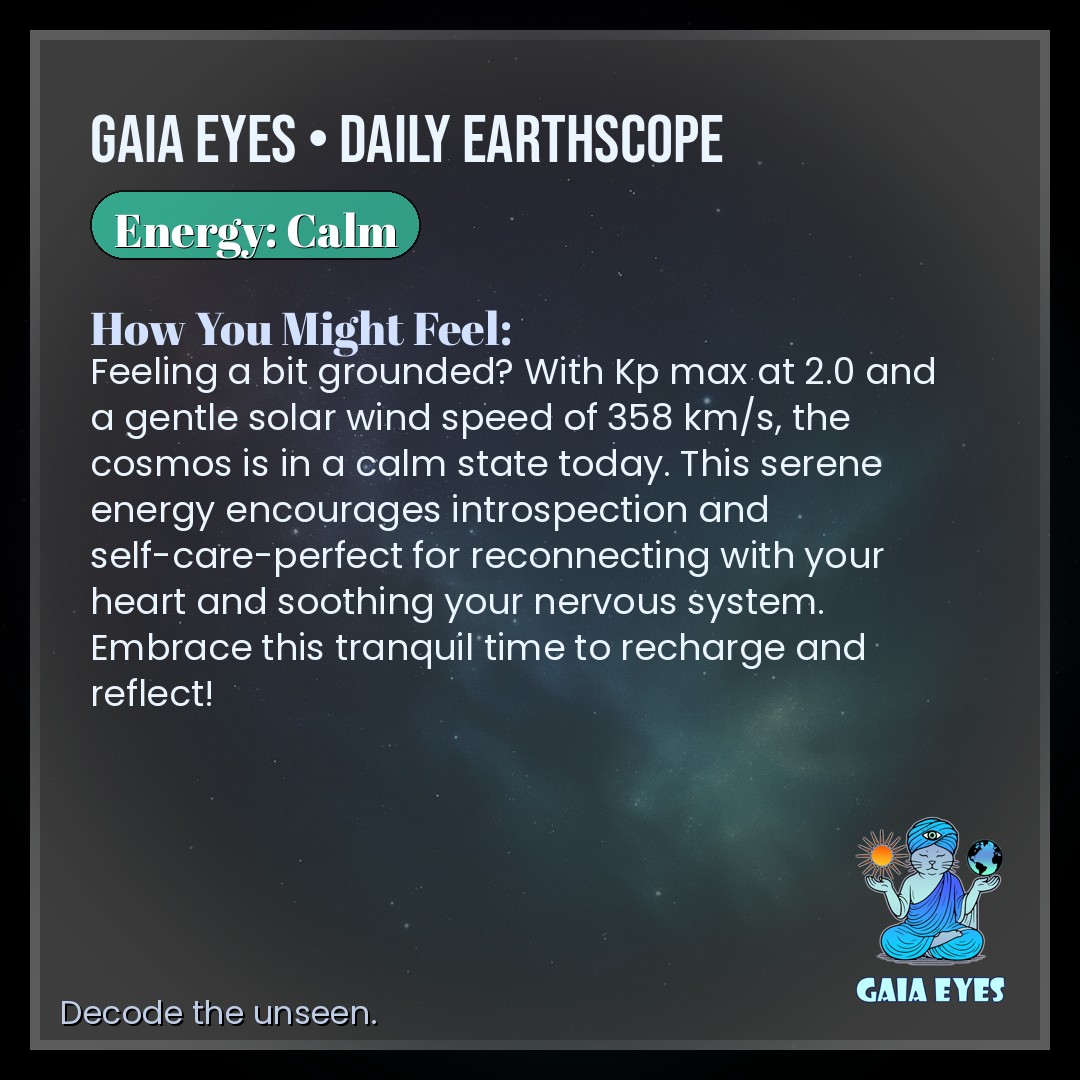 GAIA EYES • DAILY EARTHSCOPE
Energy: Calm
How You Might Feel:
Feeling a bit grounded? With Kp max at 2.0 and
a gentle solar wind speed of 358 km/s, the
cosmos is in a calm state today. This serene
energy encourages introspection and
self-care-perfect for reconnecting with your
heart and soothing your nervous system.
Embrace this tranquil time to recharge and
reflect!
GAIA EYES
Decode the unseen.